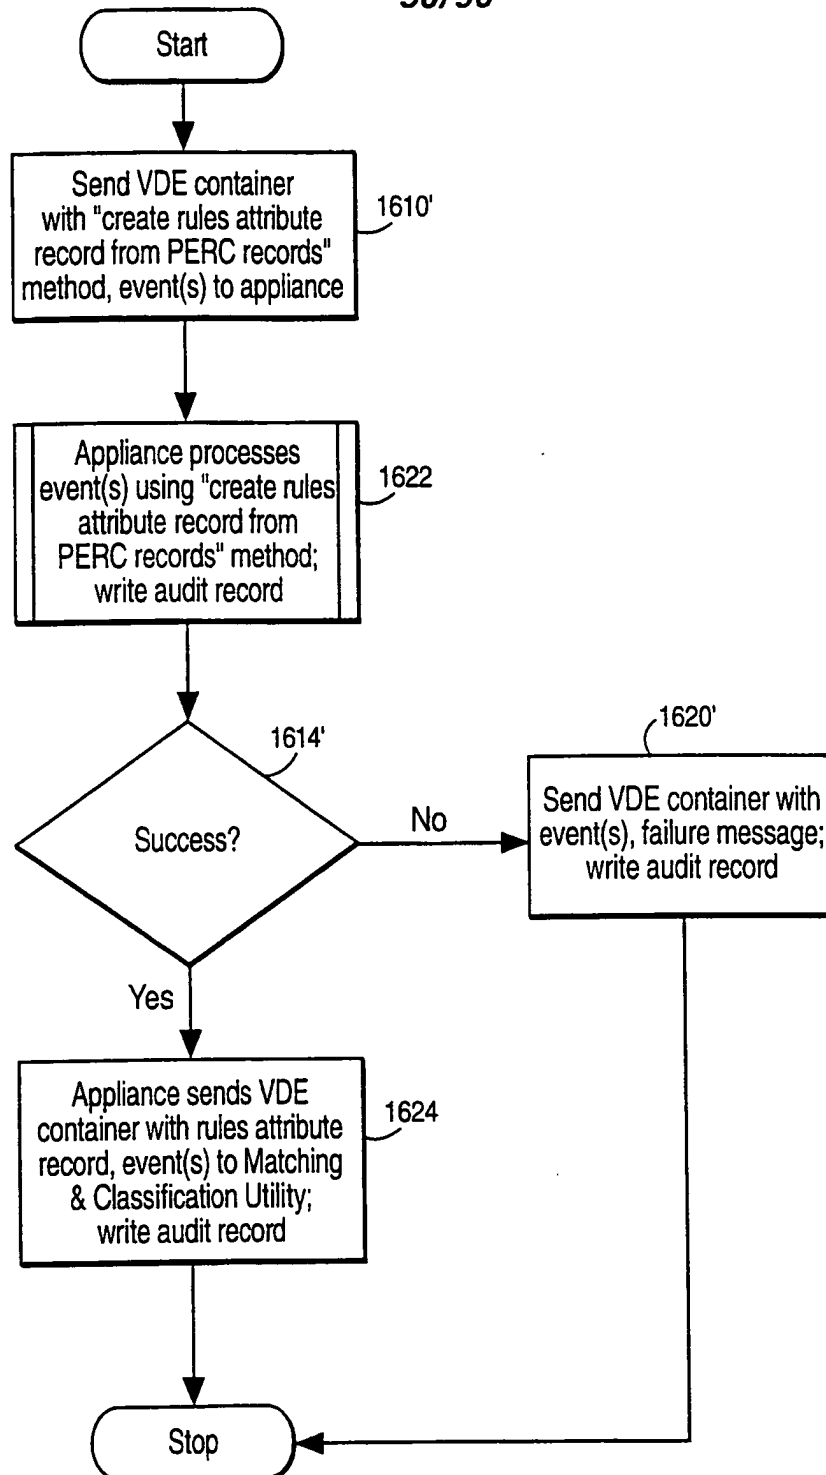 Start
Send VDE container
with "create rules attribute
record from PERC records"
method, event(s) to appliance
1610'
Appliance processes
event(s) using "create rules
attribute record from
PERC records" method;
write audit record
1622
1614'
Success?
No
1620'
Send VDE container with
event(s), failure message;
write audit record
Yes
Appliance sends VDE
container with rules attribute
record, event(s) to Matching
& Classification Utility;
write audit record
1624
Stop